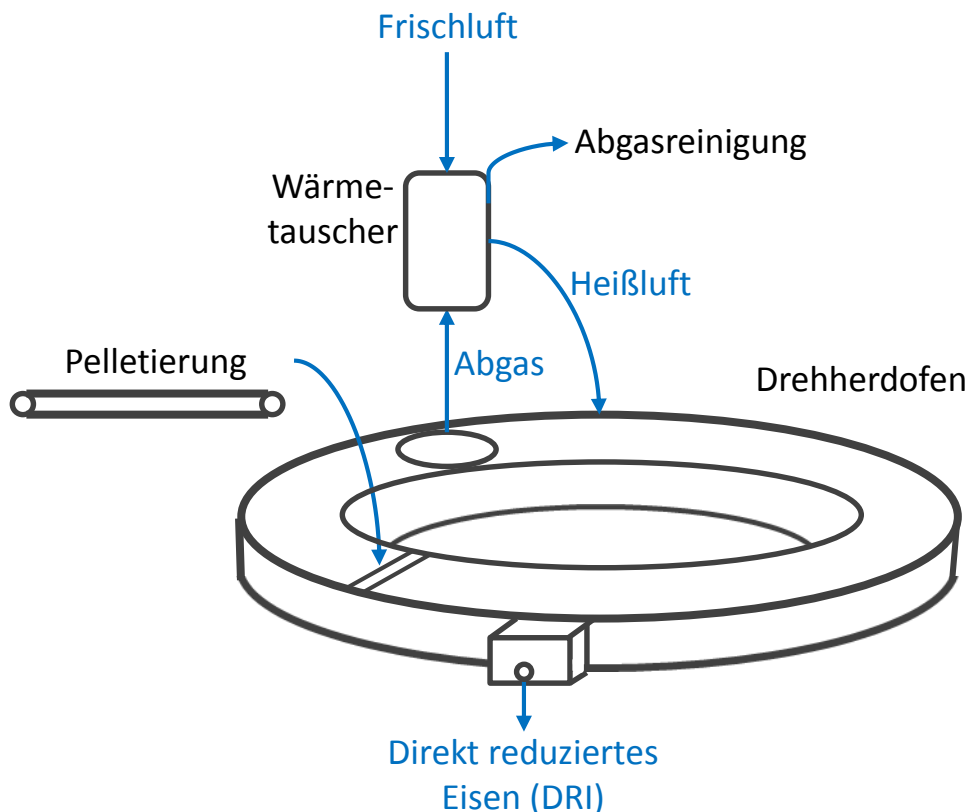 Frischluft
Abgasreinigung
Wärme-
tauscher
Heißluft
Pelletierung
Abgas
Drehherdofen
Direkt reduziertes
Eisen (DRI)